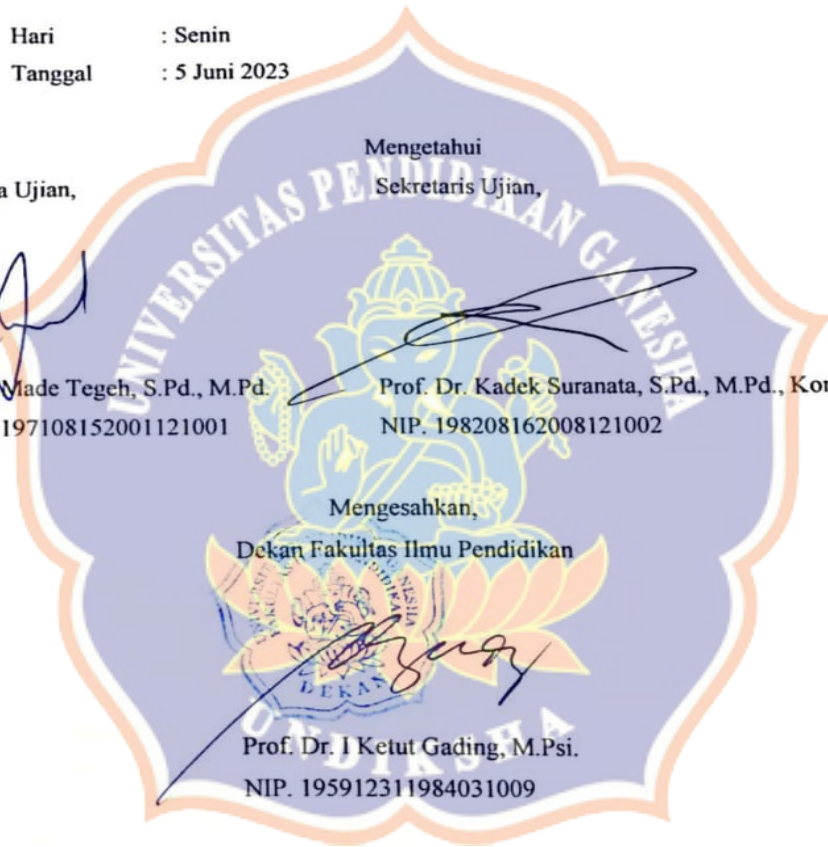 Hari : Senin
Tanggal : 5 Juni 2023
Mengetahui
a Ujian,
Sekretaris Ujian,
UNIVERSITAS PENDIDIKAN GANESHA
Made Tegeh, S.Pd., M.Pd.
Prof. Dr. Kadek Suranata, S.Pd., M.Pd., Kon
197108152001121001
NIP. 198208162008121002
Mengesahkan,
Dekan Fakultas Ilmu Pendidikan
DEKAN
UNDIKSHA
Prof. Dr. I Ketut Gading, M.Psi.
NIP. 195912311984031009